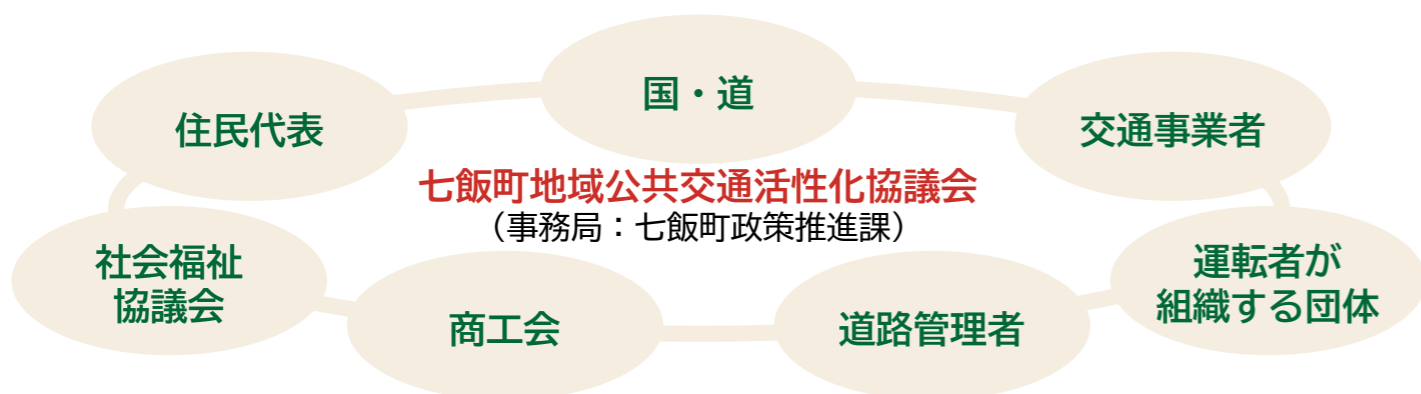 国・道
住民代表
交通事業者
七飯町地域公共交通活性化協議会
（事務局：七飯町政策推進課）
社会福祉
協議会
運転者が
組織する団体
商工会
道路管理者